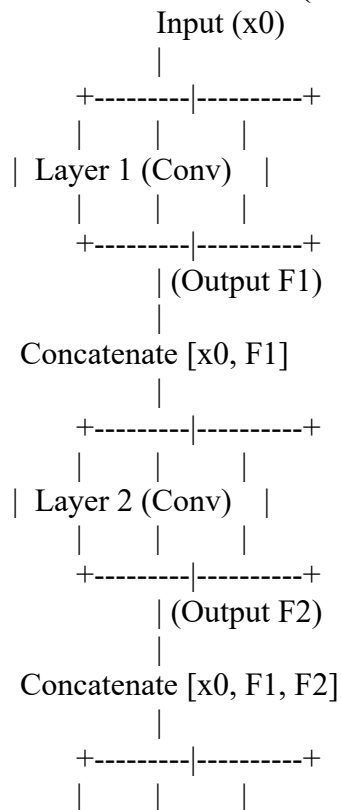 Input (x0)
|
+---------|----------+
| | |
| Layer 1 (Conv) |
| | |
+---------|----------+
| (Output F1)
|
Concatenate [x0, F1]
|
+---------|----------+
| | |
| Layer 2 (Conv) |
| | |
+---------|----------+
| (Output F2)
|
Concatenate [x0, F1, F2]
|
+---------|----------+
| | |